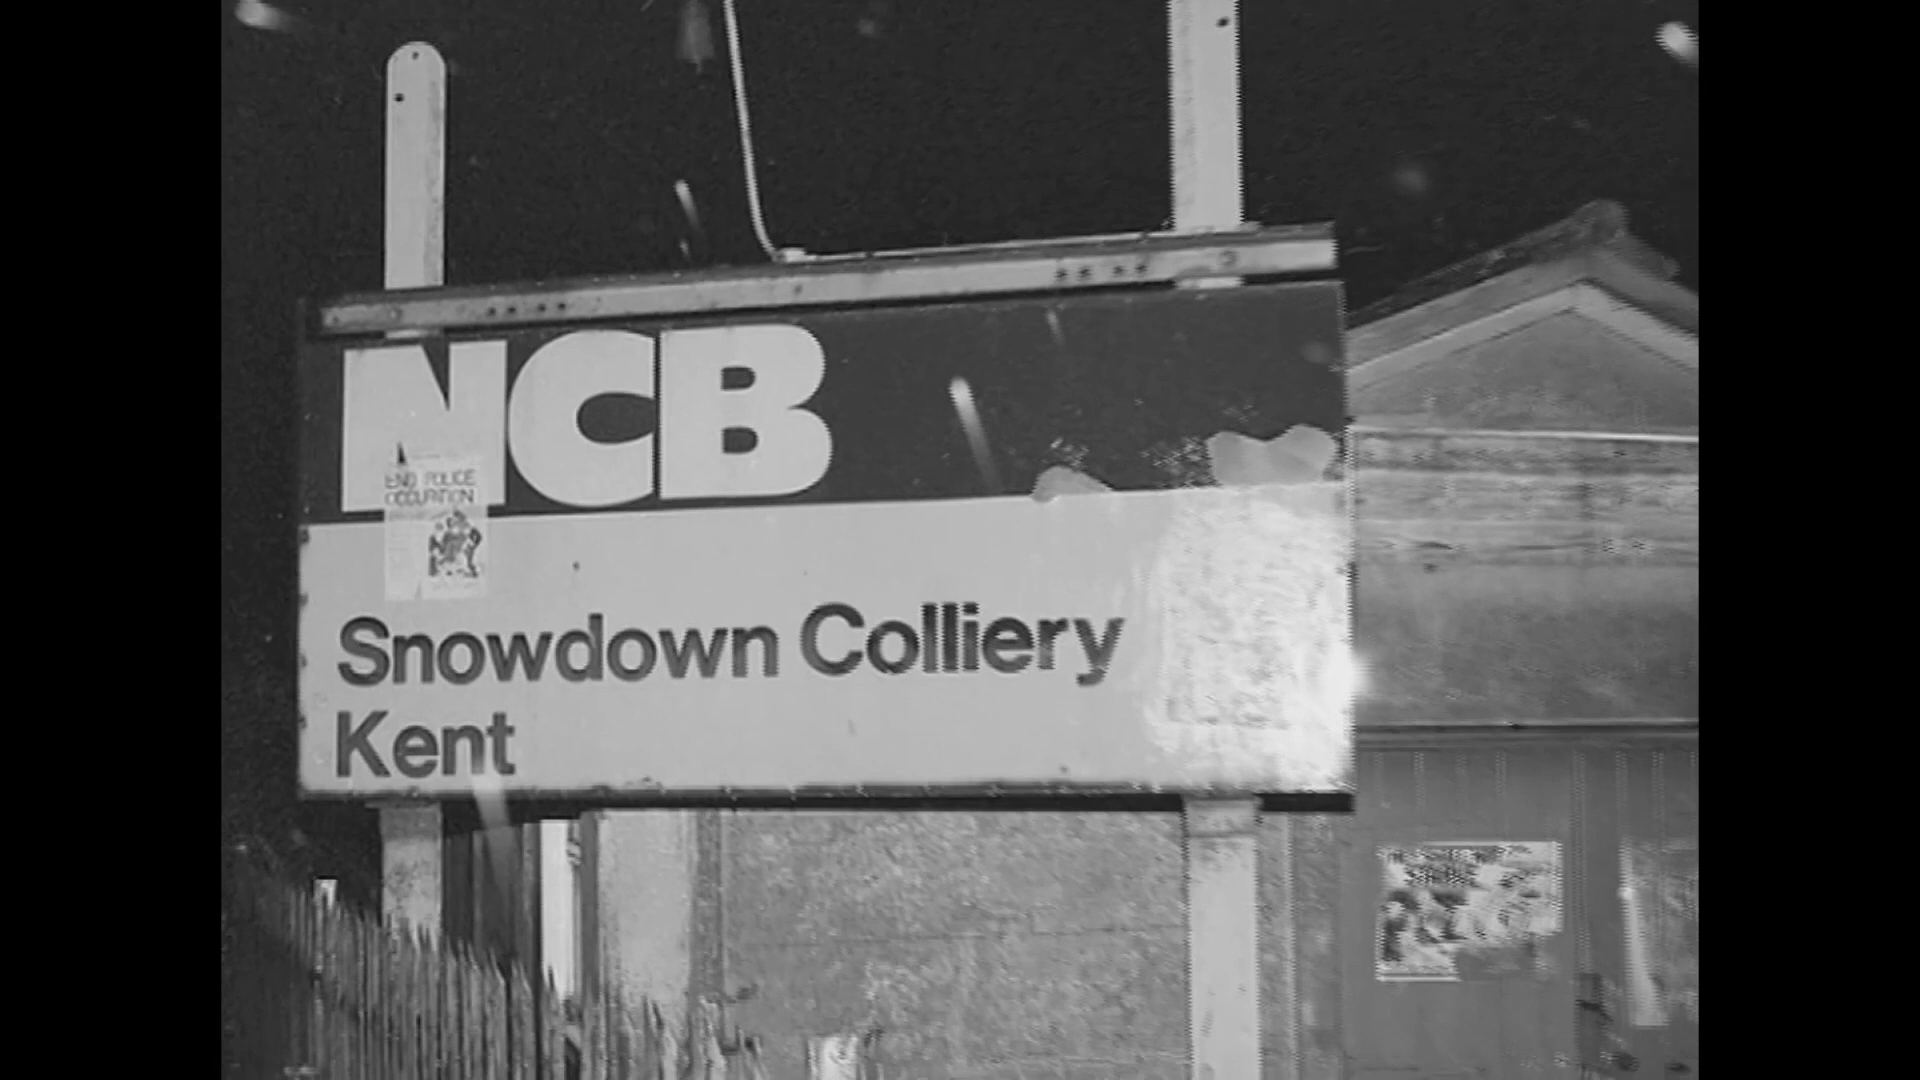 NCB
END POLICE
OCCUPATION
Snowdown Colliery
Kent